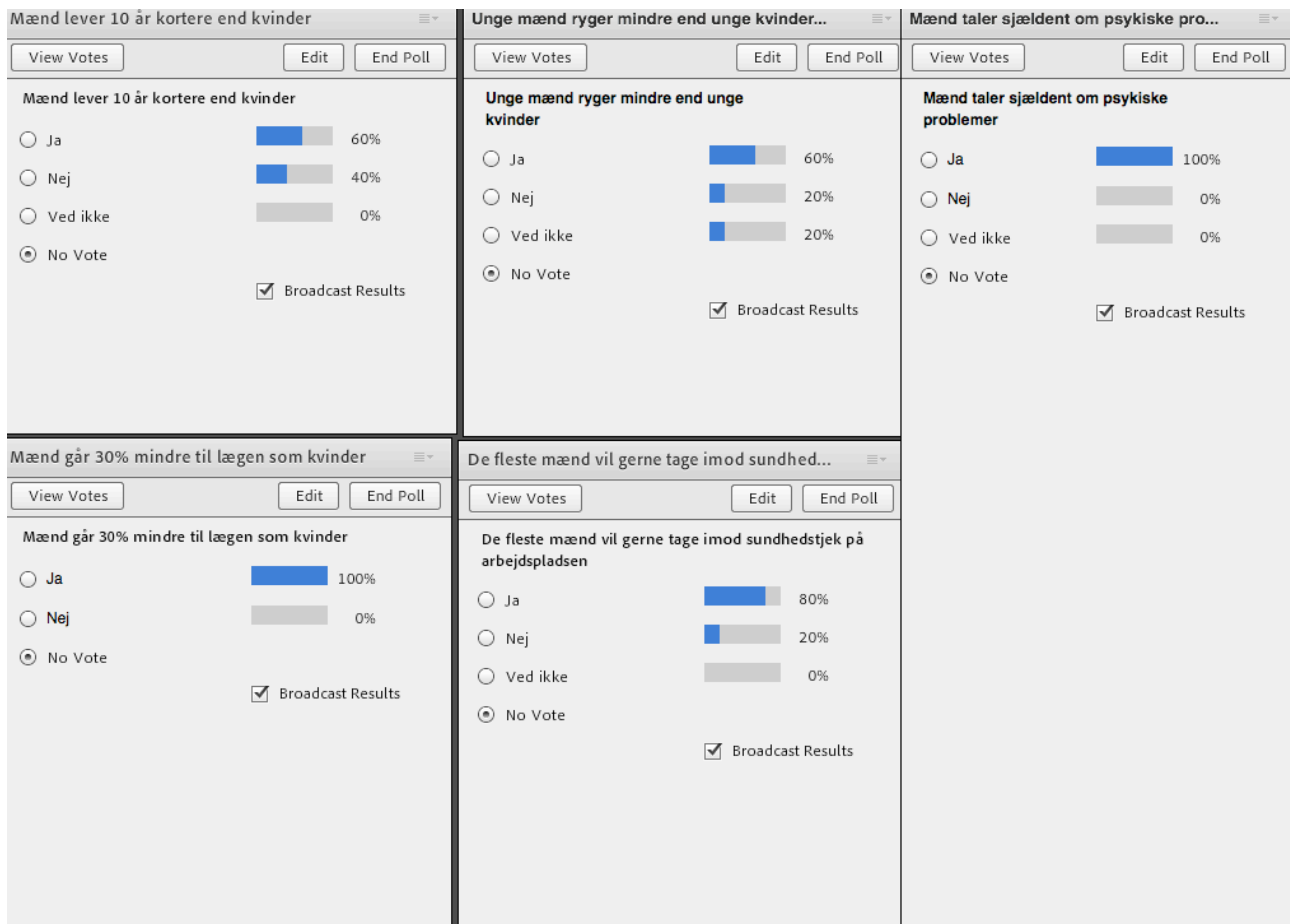 Mænd lever 10 år kortere end kvinder
View Votes Edit End Poll
Mænd lever 10 år kortere end kvinder
Ja 60%
Nej 40%
Ved ikke 0%
No Vote
Broadcast Results
Unge mænd ryger mindre end unge kvinder...
View Votes Edit End Poll
Unge mænd ryger mindre end unge
kvinder
Ja 60%
Nej 20%
Ved ikke 20%
No Vote
Broadcast Results
Mænd taler sjældent om psykiske pro...
View Votes Edit End Poll
Mænd taler sjældent om psykiske
problemer
Ja 100%
Nej 0%
Ved ikke 0%
No Vote
Broadcast Results
Mænd går 30% mindre til lægen som kvinder
View Votes Edit End Poll
Mænd går 30% mindre til lægen som kvinder
Ja 100%
Nej 0%
No Vote
Broadcast Results
De fleste mænd vil gerne tage imod sundhed...
View Votes Edit End Poll
De fleste mænd vil gerne tage imod sundhedstjek på
arbejdspladsen
Ja 80%
Nej 20%
Ved ikke 0%
No Vote
Broadcast Results